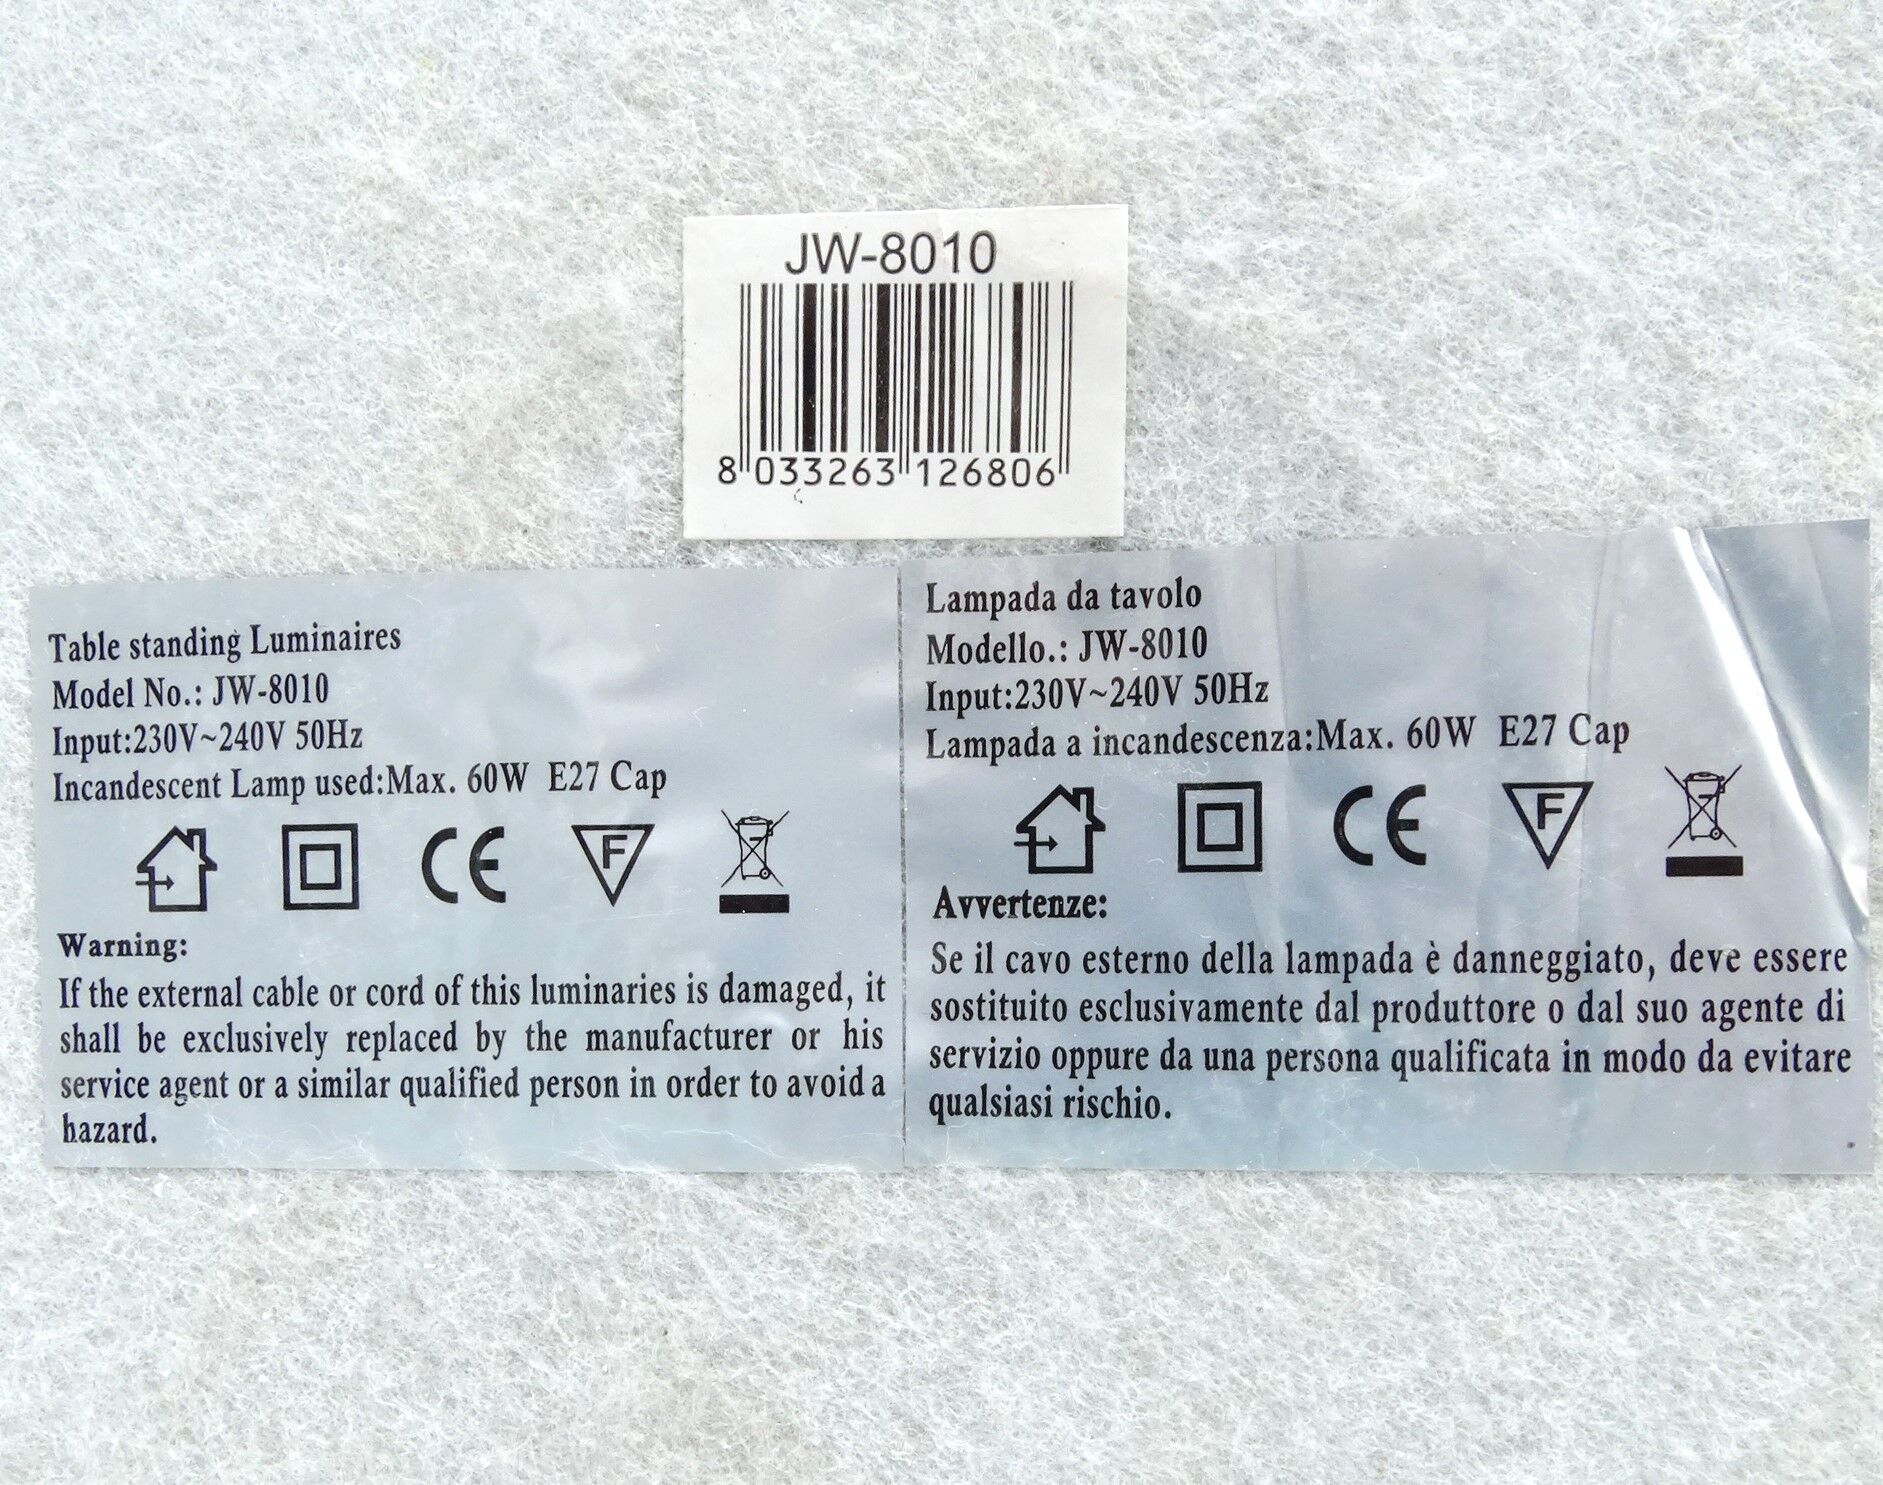 JW-8010
8 033263 126806
Table standing Luminaires
Model No.: JW-8010
Input:230V~240V 50Hz
Incandescent Lamp used:Max. 60W E27 Cap
CE
F
Warning:
If the external cable or cord of this luminaries is damaged, it
shall be exclusively replaced by the manufacturer or his
service agent or a similar qualified person in order to avoid a
hazard.
Lampada da tavolo
Modello.: JW-8010
Input:230V~240V 50Hz
Lampada a incandescenza:Max. 60W E27 Cap
CE
F
Avvertenze:
Se il cavo esterno della lampada è danneggiato, deve essere
sostituito esclusivamente dal produttore o dal suo agente di
servizio oppure da una persona qualificata in modo da evitare
qualsiasi rischio.